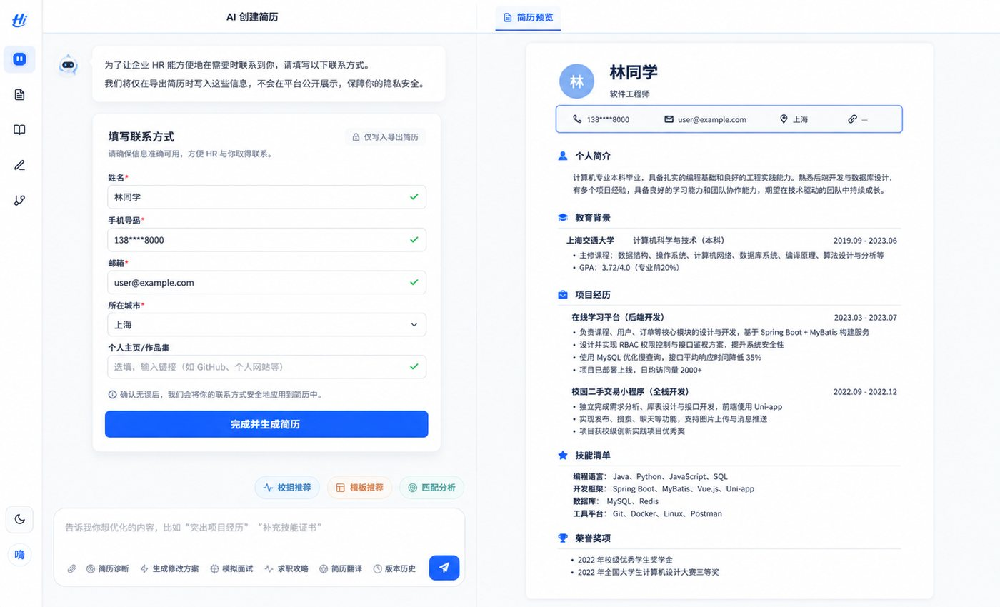 Hi
AI 创建简历
简历预览
为了让企业 HR 能方便地在需要时联系到你，请填写以下联系方式。
我们将仅在导出简历时写入这些信息，不会在平台公开展示，保障你的隐私安全。
填写联系方式
仅写入导出简历
请确保信息准确可用，方便 HR 与你取得联系。
姓名*
林同学
手机号码*
138****8000
邮箱*
user@example.com
所在城市*
上海
个人主页/作品集
选填，输入链接（如 GitHub、个人网站等）
确认无误后，我们会将你的联系方式安全地应用到简历中。
完成并生成简历
校招推荐
模板推荐
匹配分析
告诉我你想优化的内容，比如“突出项目经历” “补充技能证书”
简历诊断
生成修改方案
模拟面试
求职攻略
简历翻译
版本历史
嘀
林
林同学
软件工程师
138****8000
user@example.com
上海
—
个人简介
计算机专业本科毕业，具备扎实的编程基础和良好的工程实践能力。熟悉后端开发与数据库设计，
有多个项目经验，具备良好的学习能力和团队协作能力，期望在技术驱动的团队中持续成长。
教育背景
上海交通大学 计算机科学与技术（本科） 2019.09 - 2023.06
• 主修课程：数据结构、操作系统、计算机网络、数据库系统、编译原理、算法设计与分析等
• GPA：3.72/4.0（专业前20%）
项目经历
在线学习平台（后端开发） 2023.03 - 2023.07
• 负责课程、用户、订单等核心模块的设计与开发，基于 Spring Boot + MyBatis 构建服务
• 设计并实现 RBAC 权限控制与接口鉴权方案，提升系统安全性
• 使用 MySQL 优化慢查询，接口平均响应时间降低 35%
• 项目已部署上线，日均访问量 2000+
校园二手交易小程序（全栈开发） 2022.09 - 2022.12
• 独立完成需求分析、库表设计与接口开发，前端使用 Uni-app
• 实现发布、搜索、聊天等功能，支持图片上传与消息推送
• 项目获校级创新实践项目优秀奖
技能清单
编程语言： Java、Python、JavaScript、SQL
开发框架： Spring Boot、MyBatis、Vue.js、Uni-app
数据库： MySQL、Redis
工具平台： Git、Docker、Linux、Postman
荣誉奖项
• 2022 年校级优秀学生奖学金
• 2022 年全国大学生计算机设计大赛三等奖